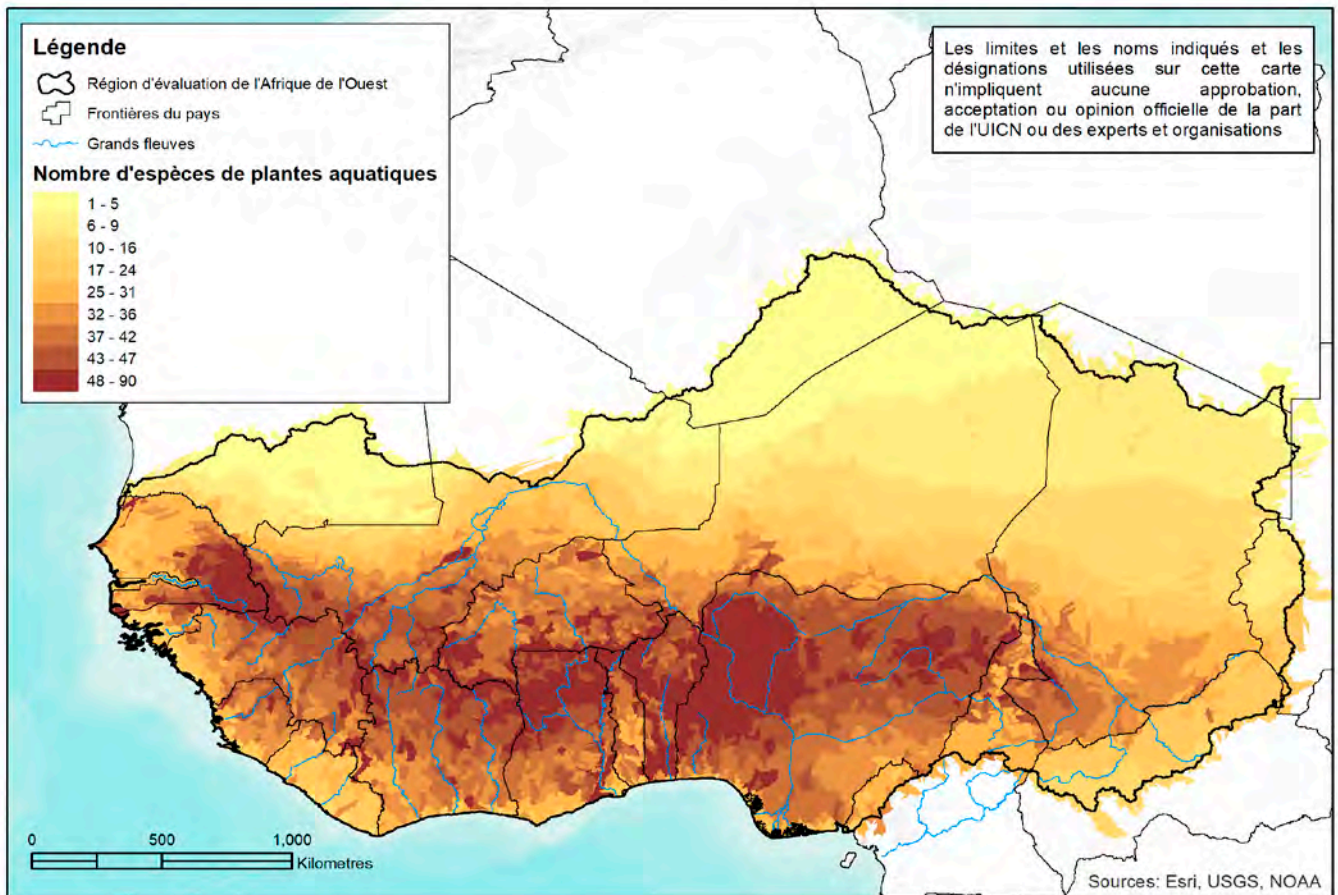 Légende
Région d'évaluation de l'Afrique de l'Ouest
Frontières du pays
Grands fleuves
Nombre d'espèces de plantes aquatiques
1 - 5
6 - 9
10 - 16
17 - 24
25 - 31
32 - 36
37 - 42
43 - 47
48 - 90
Les limites et les noms indiqués et les
désignations utilisées sur cette carte
n'impliquent aucune approbation,
acceptation ou opinion officielle de la part
de l'UICN ou des experts et organisations
0 500 1,000
Kilometres
Sources: Esri, USGS, NOAA